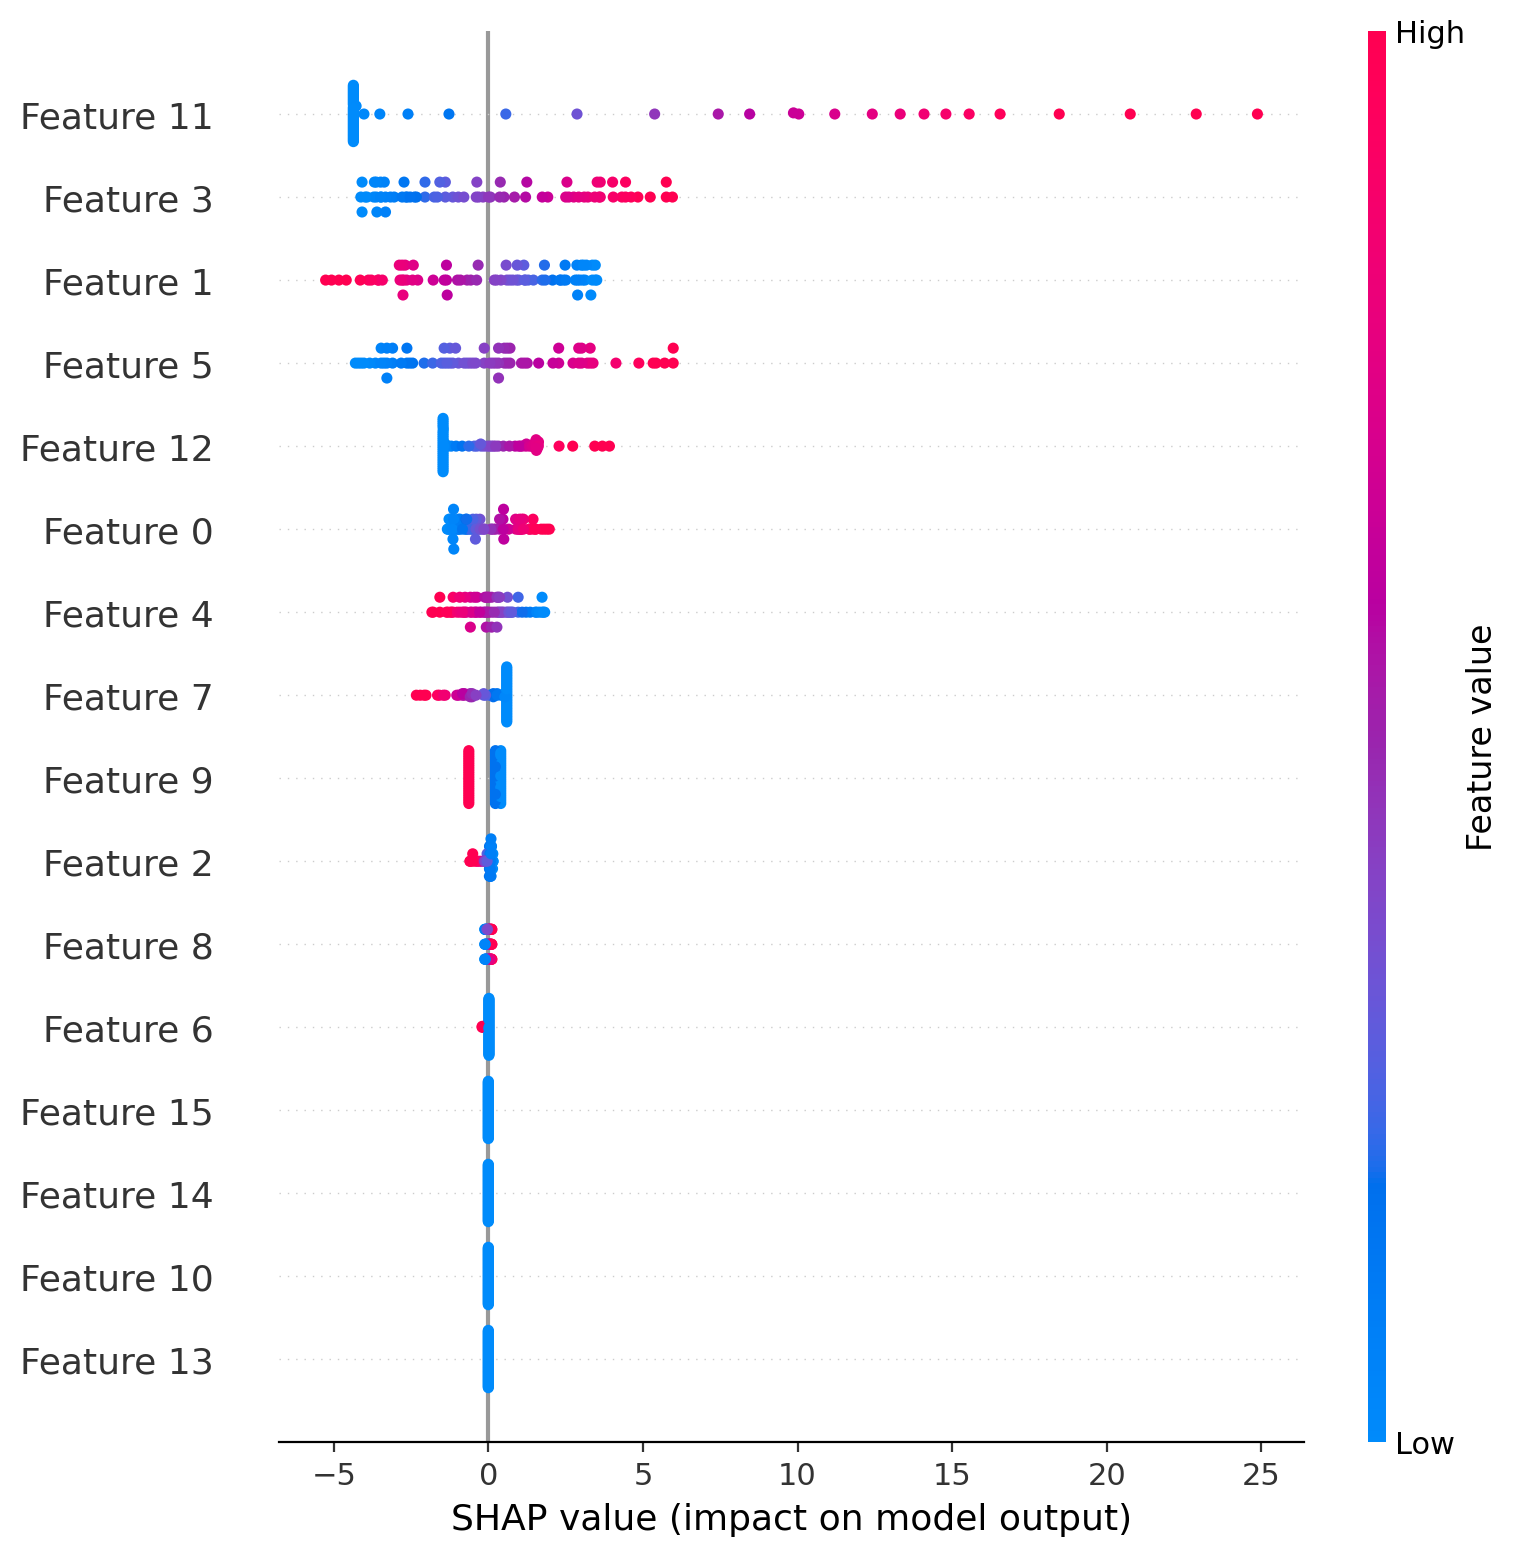 High
Feature 11
Feature 3
Feature 1
Feature 5
Feature 12
Feature 0
Feature 4
Feature 7
Feature 9
Feature 2
Feature 8
Feature 6
Feature 15
Feature 14
Feature 10
Feature 13
Feature value
Low
−5 0 5 10 15 20 25
SHAP value (impact on model output)